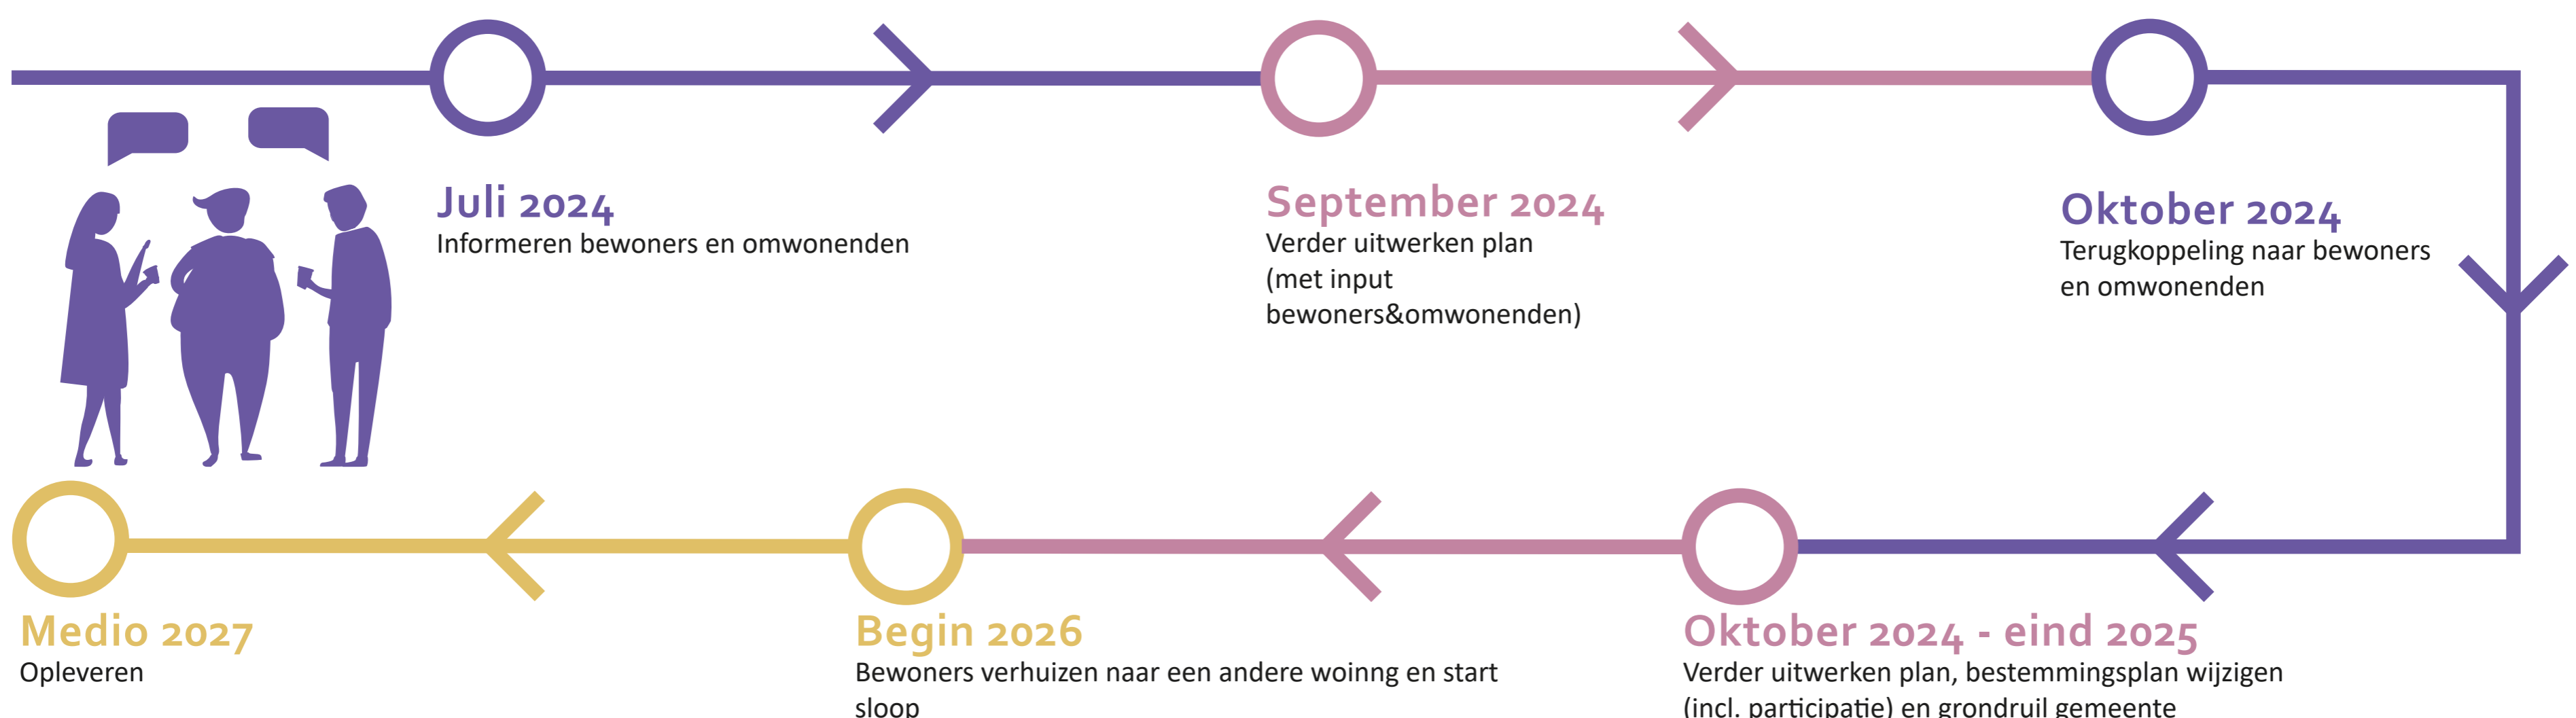 Juli 2024
Informeren bewoners en omwonenden
September 2024
Verder uitwerken plan
(met input
bewoners&omwonenden)
Oktober 2024
Terugkoppeling naar bewoners
en omwonenden
Medio 2027
Opleveren
Begin 2026
Bewoners verhuizen naar een andere woinng en start
sloop
Oktober 2024 - eind 2025
Verder uitwerken plan, bestemmingsplan wijzigen
(incl. participatie) en grondruil gemeente